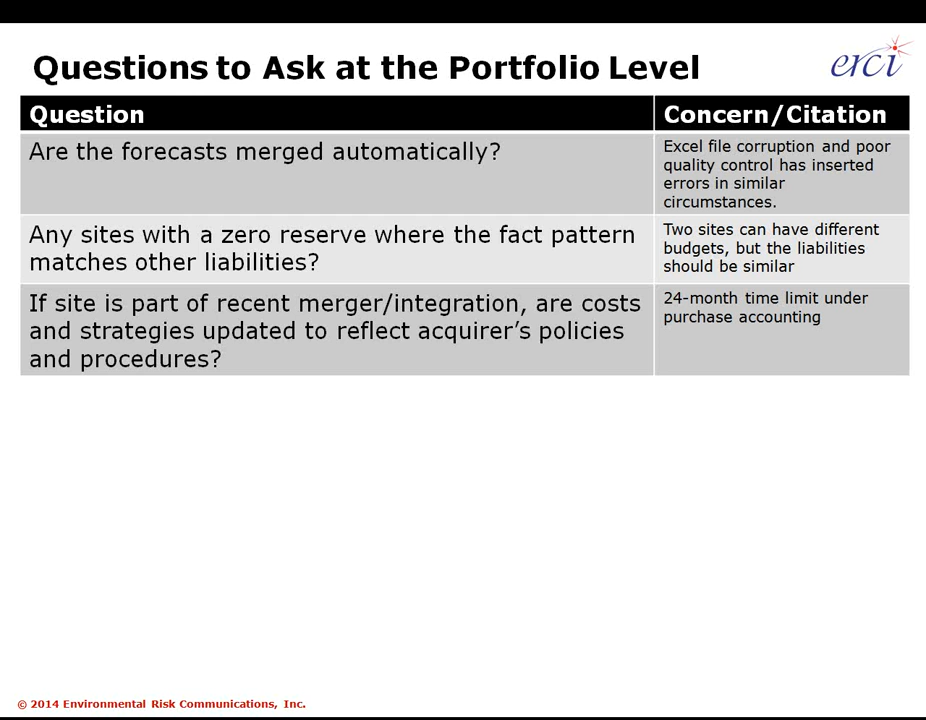 Questions to Ask at the Portfolio Level
erci
Question
Concern/Citation
Are the forecasts merged automatically?
Excel file corruption and poor
quality control has inserted
errors in similar
circumstances.
Any sites with a zero reserve where the fact pattern
matches other liabilities?
Two sites can have different
budgets, but the liabilities
should be similar
If site is part of recent merger/integration, are costs
and strategies updated to reflect acquirer’s policies
and procedures?
24-month time limit under
purchase accounting
© 2014 Environmental Risk Communications, Inc.